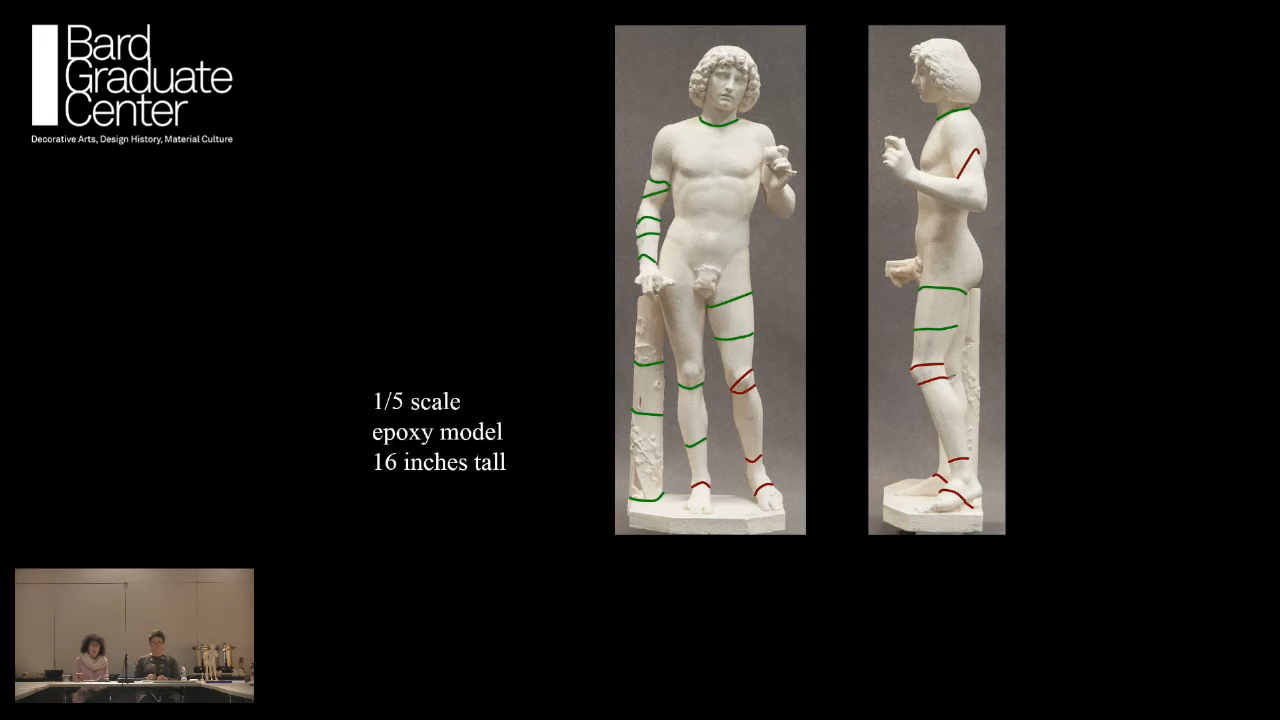 Bard
Graduate
Center
Decorative Arts, Design History, Material Culture
1/5 scale
epoxy model
16 inches tall